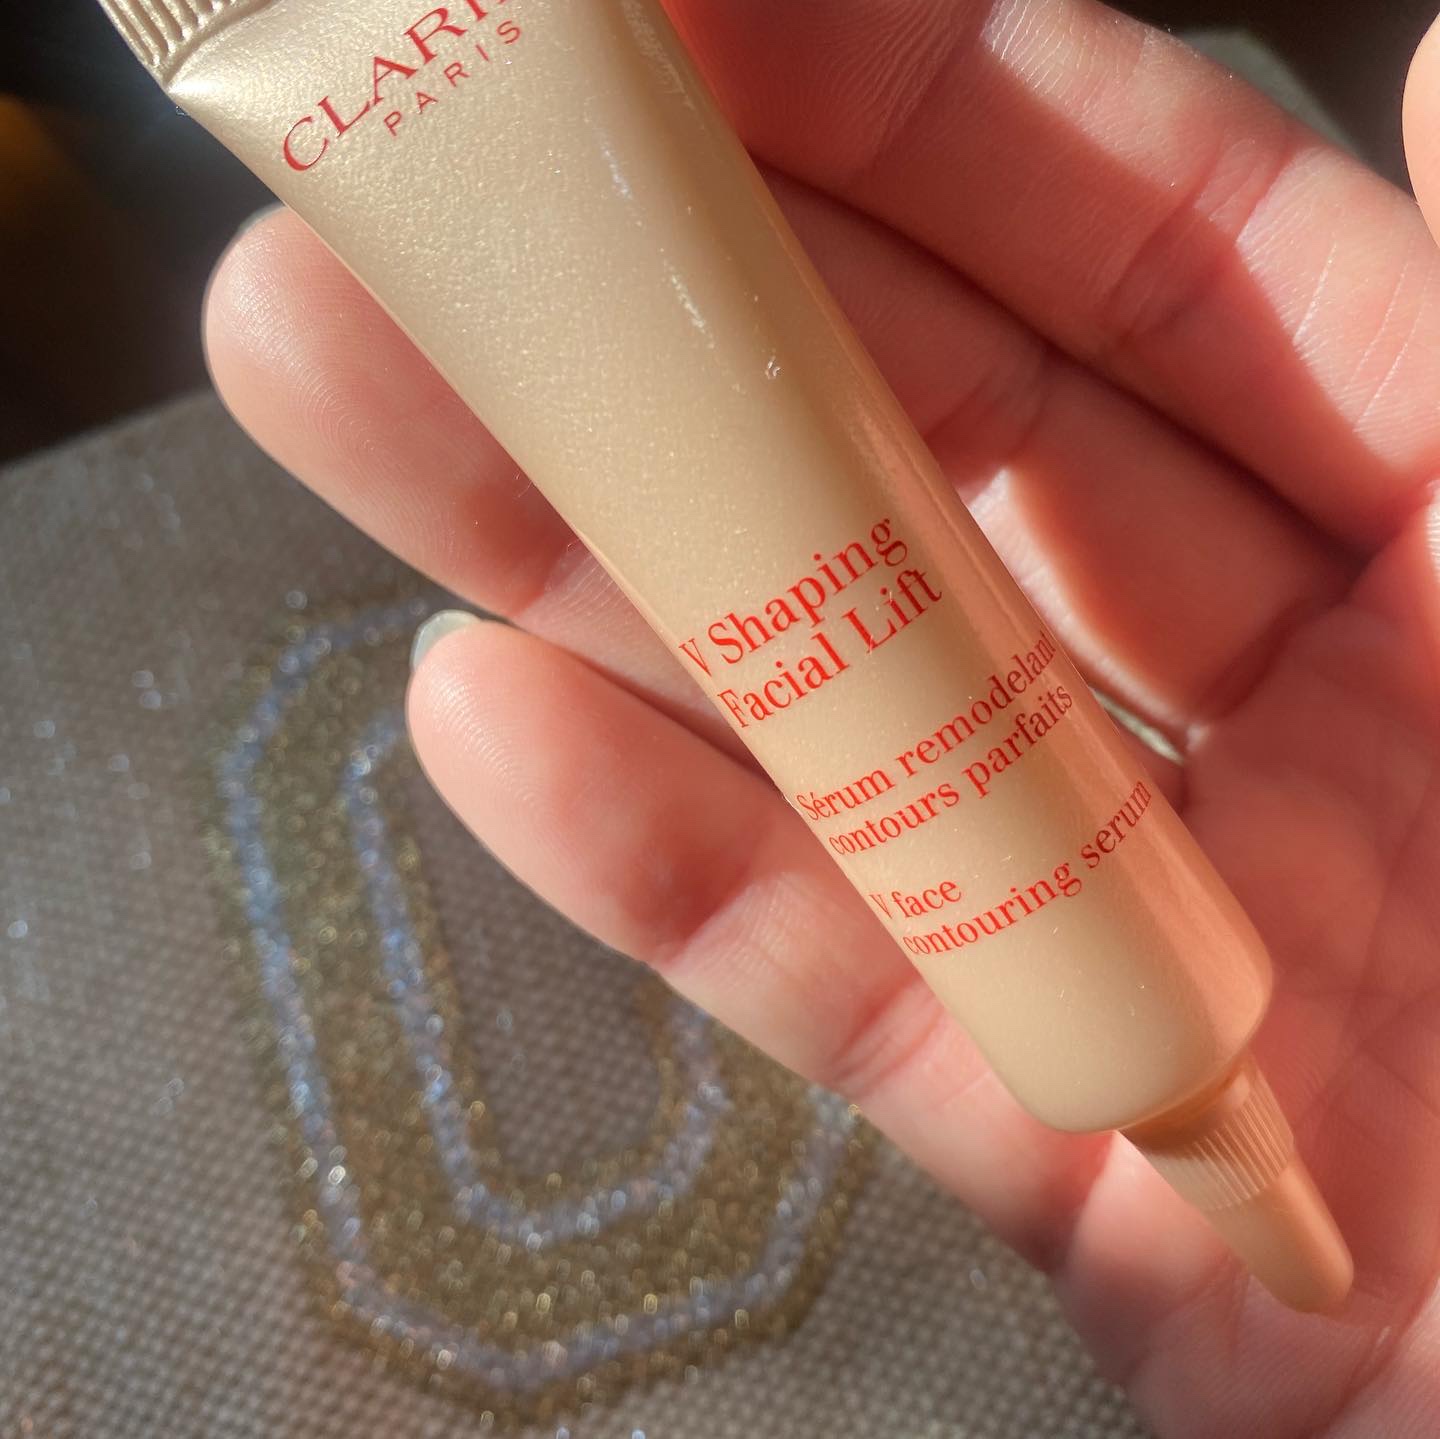 PARIS
V Shaping
Facial Lift
Sérum remodelant
contours parfaits
V face
contouring serum